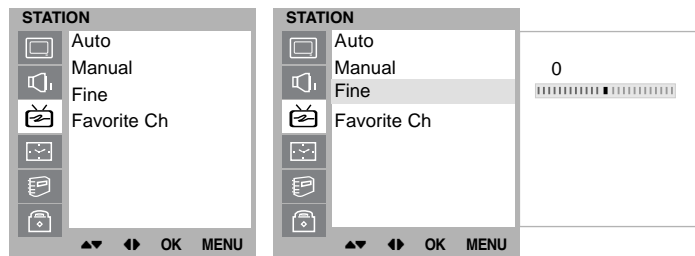 STATION
Auto
Manual
Fine
Favorite Ch
▲▼ ◀▶ OK MENU
STATION
Auto
Manual
Fine
Favorite Ch
▲▼ ◀▶ OK MENU
0